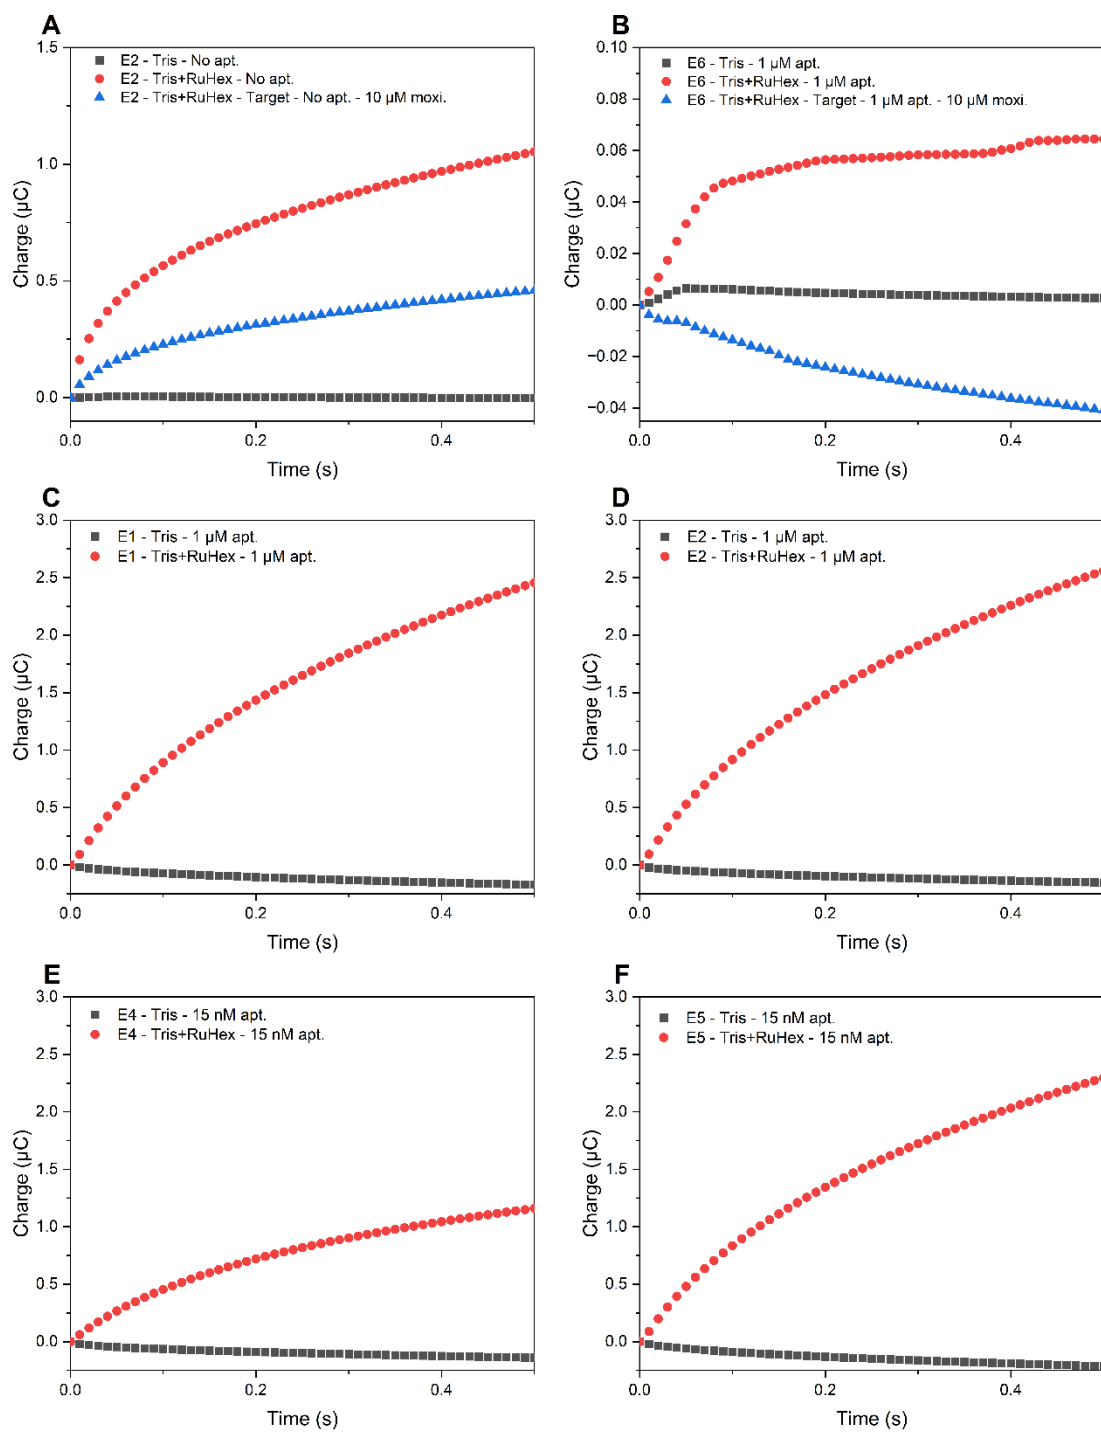 A
E2 - Tris - No apt.
E2 - Tris+RuHex - No apt.
E2 - Tris+RuHex - Target - No apt. - 10 µM moxi.
1.5
1.0
0.5
0.0
Charge (µC)
0.0 0.2 0.4
Time (s)
B
E6 - Tris - 1 µM apt.
E6 - Tris+RuHex - 1 µM apt.
E6 - Tris+RuHex - Target - 1 µM apt. - 10 µM moxi.
0.10
0.08
0.06
0.04
0.02
0.00
−0.02
−0.04
Charge (µC)
0.0 0.2 0.4
Time (s)
C
E1 - Tris - 1 µM apt.
E1 - Tris+RuHex - 1 µM apt.
3.0
2.5
2.0
1.5
1.0
0.5
0.0
Charge (µC)
0.0 0.2 0.4
Time (s)
D
E2 - Tris - 1 µM apt.
E2 - Tris+RuHex - 1 µM apt.
3.0
2.5
2.0
1.5
1.0
0.5
0.0
Charge (µC)
0.0 0.2 0.4
Time (s)
E
E4 - Tris - 15 nM apt.
E4 - Tris+RuHex - 15 nM apt.
3.0
2.5
2.0
1.5
1.0
0.5
0.0
Charge (µC)
0.0 0.2 0.4
Time (s)
F
E5 - Tris - 15 nM apt.
E5 - Tris+RuHex - 15 nM apt.
3.0
2.5
2.0
1.5
1.0
0.5
0.0
Charge (µC)
0.0 0.2 0.4
Time (s)